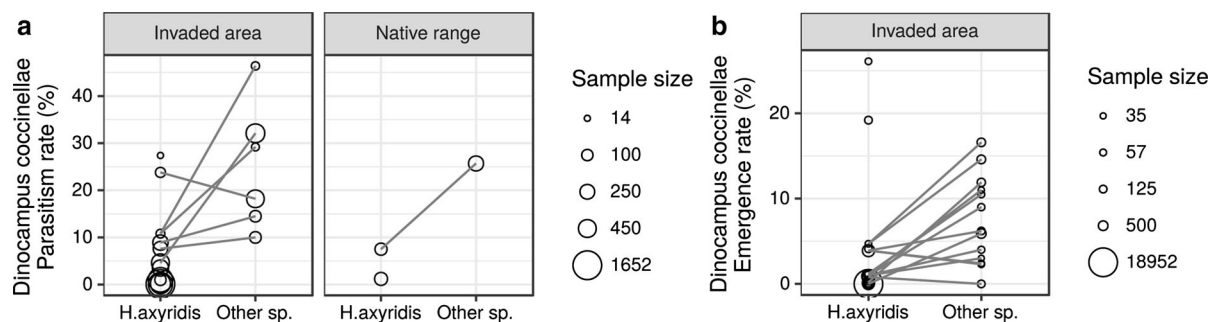 a
Invaded area
Native range
Dinocampus coccinellae
Parasitism rate (%)
40
30
20
10
0
H.axyridis
Other sp.
H.axyridis
Other sp.
Sample size
14
100
250
450
1652
b
Invaded area
Dinocampus coccinellae
Emergence rate (%)
20
10
0
H.axyridis
Other sp.
Sample size
35
57
125
500
18952